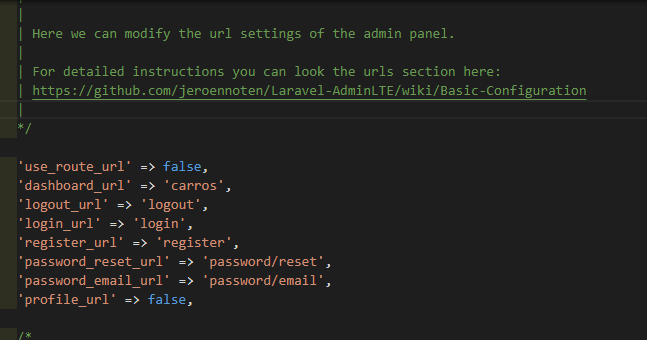 |
|
| Here we can modify the url settings of the admin panel.
|
| For detailed instructions you can look the urls section here:
| https://github.com/jeroennoten/Laravel-AdminLTE/wiki/Basic-Configuration
|
*/
'use_route_url' => false,
'dashboard_url' => 'carros',
'logout_url' => 'logout',
'login_url' => 'login',
'register_url' => 'register',
'password_reset_url' => 'password/reset',
'password_email_url' => 'password/email',
'profile_url' => false,
/*